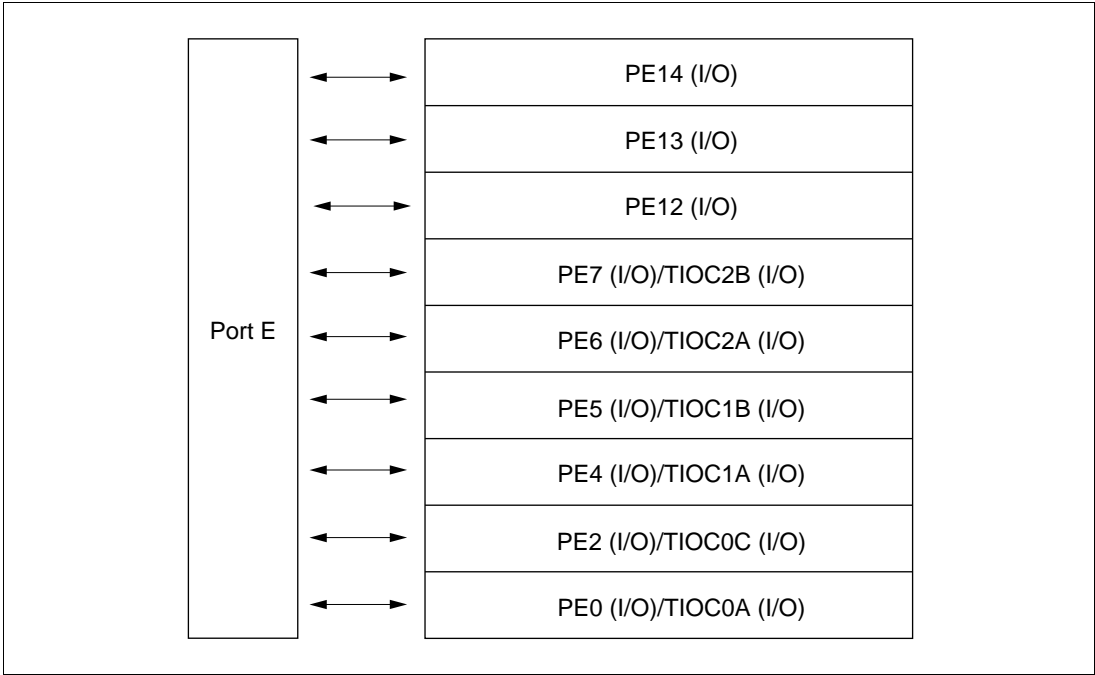 PE14 (I/O)
PE13 (I/O)
PE12 (I/O)
PE7 (I/O)/TIOC2B (I/O)
Port E
PE6 (I/O)/TIOC2A (I/O)
PE5 (I/O)/TIOC1B (I/O)
PE4 (I/O)/TIOC1A (I/O)
PE2 (I/O)/TIOC0C (I/O)
PE0 (I/O)/TIOC0A (I/O)